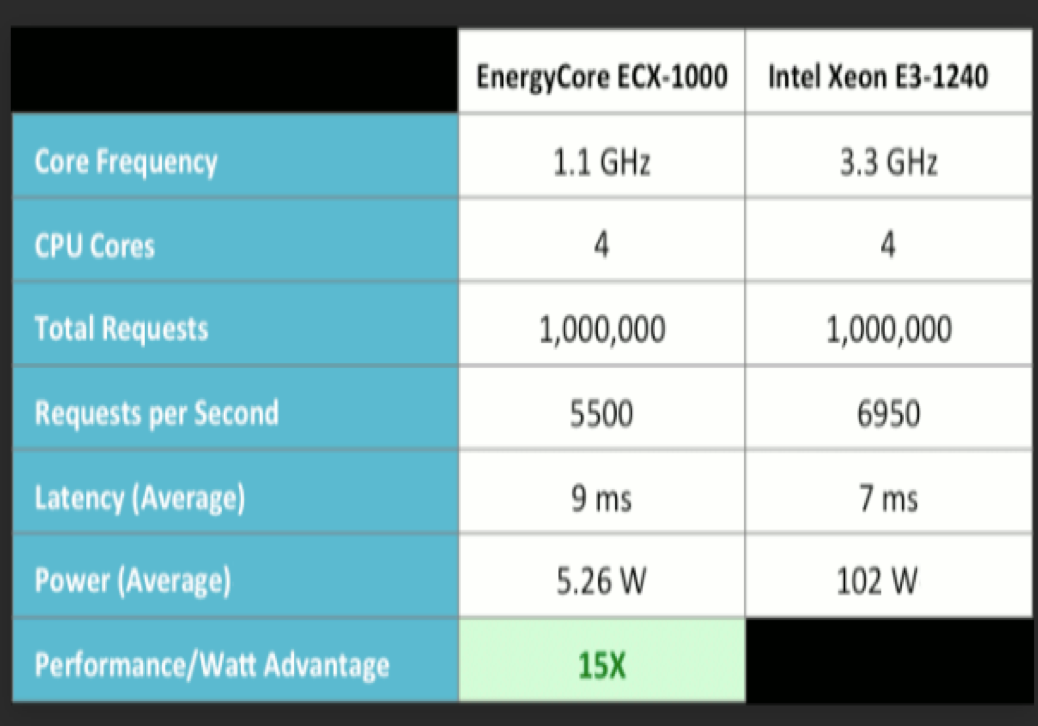 EnergyCore ECX-1000 Intel Xeon E3-1240
Core Frequency 1.1 GHz 3.3 GHz
CPU Cores 4 4
Total Requests 1,000,000 1,000,000
Requests per Second 5500 6950
Latency (Average) 9 ms 7 ms
Power (Average) 5.26 W 102 W
Performance/Watt Advantage 15X